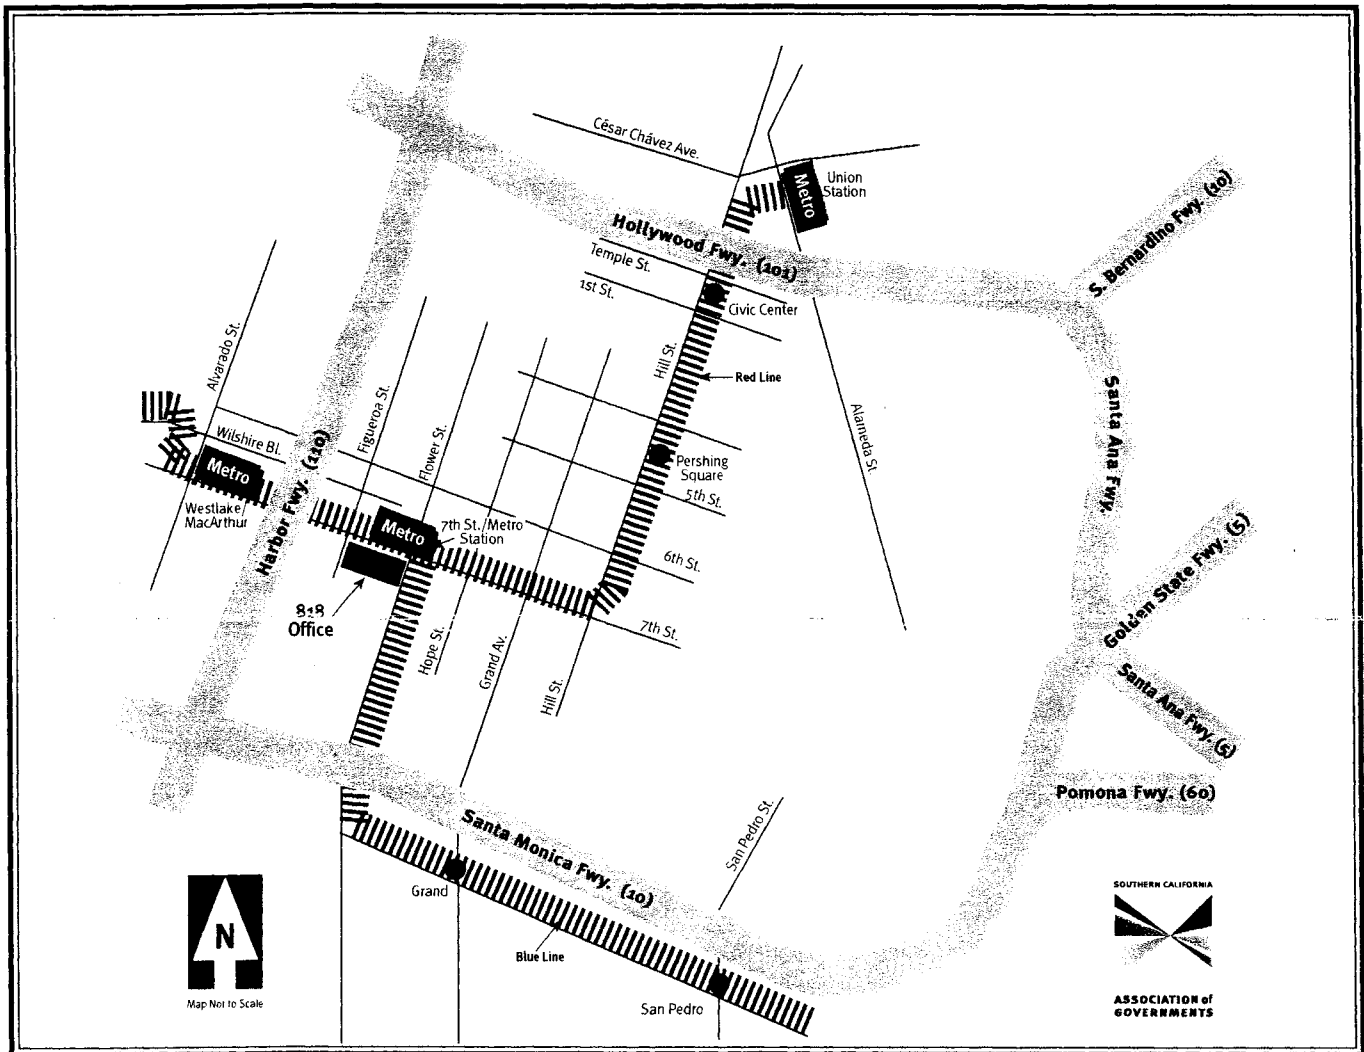 César Chávez Ave.
Metro
Union
Station
S. Bernardino Fwy. (10)
Hollywood Fwy. (101)
Temple St.
1st St.
Civic Center
Hill St.
Red Line
Alvarado St.
Figueroa St.
Flower St.
Wilshire Bl.
Harbor Fwy. (110)
Metro
Westlake/
MacArthur
Alameda St.
Santa Ana Fwy.
Pershing
Square
5th St.
Metro
7th St./Metro
Station
6th St.
818
Office
7th St.
Hope St.
Grand Av.
Hill St.
Golden State Fwy. (5)
Santa Ana Fwy. (5)
Pomona Fwy. (60)
San Pedro St.
Santa Monica Fwy. (10)
Grand
Blue Line
San Pedro
N
Map Not to Scale
SOUTHERN CALIFORNIA
ASSOCIATION of
GOVERNMENTS